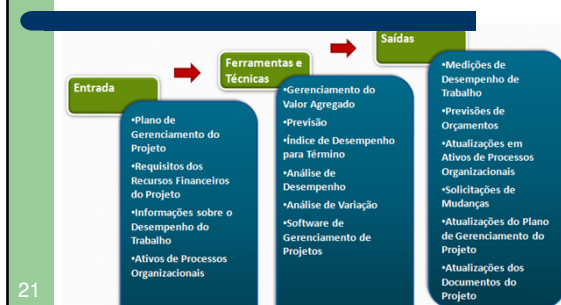 Entrada
•Plano de
Gerenciamento do
Projeto
•Requisitos dos
Recursos Financeiros
do Projeto
•Informações sobre o
Desempenho do
Trabalho
•Ativos de Processos
Organizacionais
Ferramentas e
Técnicas
•Gerenciamento do
Valor Agregado
•Previsão
•Índice de Desempenho
para Término
•Análise de
Desempenho
•Análise de Variação
•Software de
Gerenciamento de
Projetos
Saídas
•Medições de
Desempenho de
Trabalho
•Previsões de
Orçamentos
•Atualizações em
Ativos de Processos
Organizacionais
•Solicitações de
Mudanças
•Atualizações do Plano
de Gerenciamento do
Projeto
•Atualizações dos
Documentos do
Projeto
21